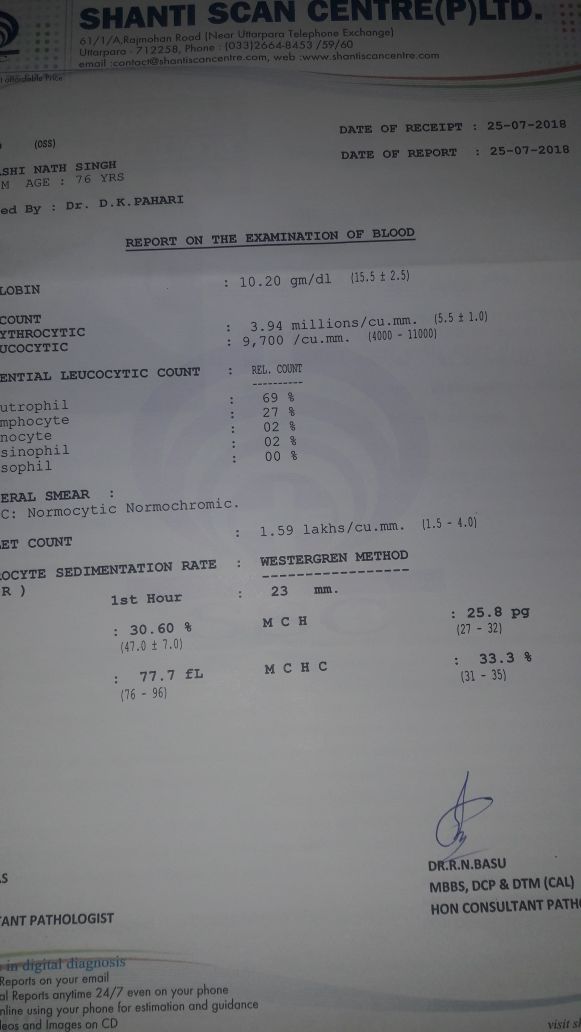 SHANTI SCAN CENTRE(P)LTD.
61/1/A,Rajmohan Road (Near Uttarpara Telephone Exchange)
Uttarpara - 712258, Phone : (033)2664-8453 /59/60
email :contact@shantiscancentre.com, web :www.shantiscancentre.com
affordable Price
(OSS)
DATE OF RECEIPT : 25-07-2018
SHI NATH SINGH
DATE OF REPORT : 25-07-2018
M AGE : 76 YRS
ed By : Dr. D.K.PAHARI
REPORT ON THE EXAMINATION OF BLOOD
LOBIN : 10.20 gm/dl (15.5 ± 2.5)
COUNT
YTHROCYTIC : 3.94 millions/cu.mm. (5.5 ± 1.0)
UCOCYTIC : 9,700 /cu.mm. (4000 - 11000)
ENTIAL LEUCOCYTIC COUNT : REL. COUNT
----------
utrophil : 69 %
mphocyte : 27 %
nocyte : 02 %
sinophil : 02 %
sophil : 00 %
ERAL SMEAR :
C: Normocytic Normochromic.
ET COUNT : 1.59 lakhs/cu.mm. (1.5 - 4.0)
OCYTE SEDIMENTATION RATE : WESTERGREN METHOD
R ) -----------------
1st Hour : 23 mm.
: 30.60 % M C H : 25.8 pg
(47.0 ± 7.0) (27 - 32)
: 77.7 fL M C H C : 33.3 %
(76 - 96) (31 - 35)
DR.R.N.BASU
S MBBS, DCP & DTM (CAL)
ANT PATHOLOGIST HON CONSULTANT PATH
in digital diagnosis
Reports on your email
al Reports anytime 24/7 even on your phone
nline using your phone for estimation and guidance
deos and Images on CD
visit